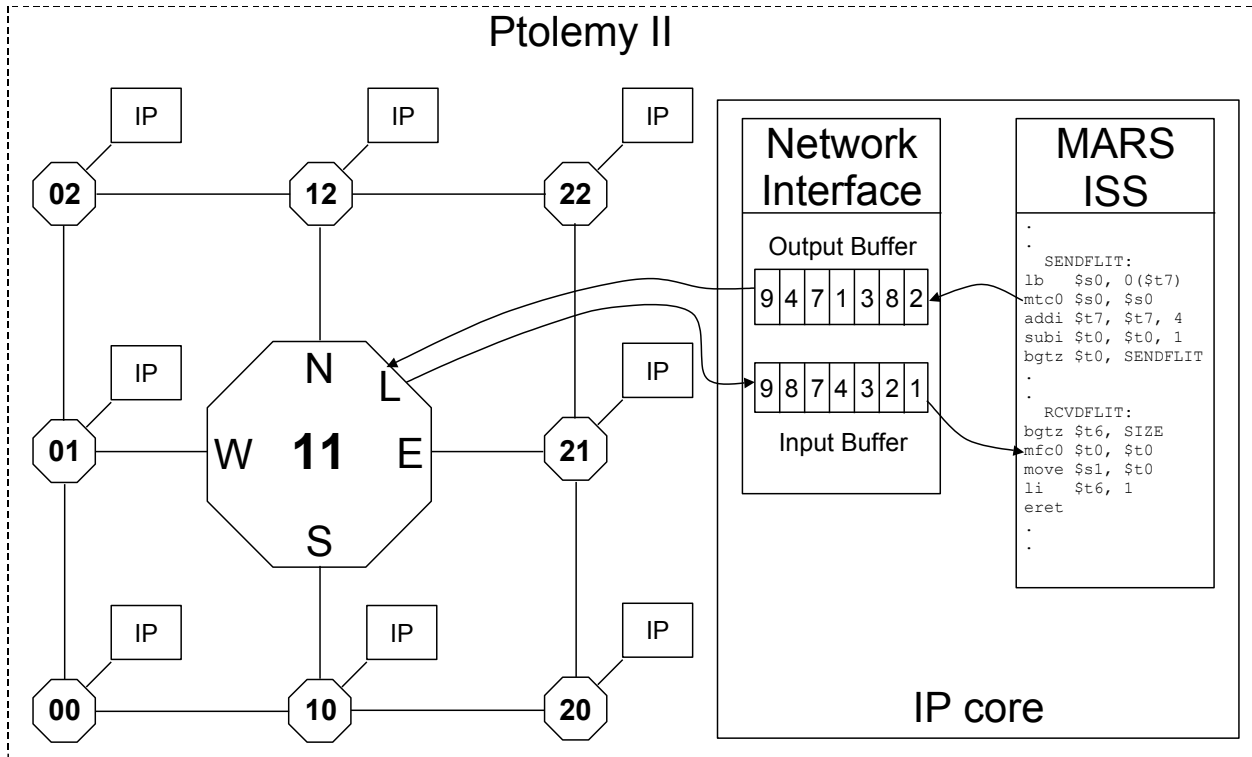 Ptolemy II
IP
IP
IP
02
12
22
IP
IP
01
N
L
W
11
E
S
21
IP
IP
IP
00
10
20
Network
Interface
Output Buffer
9 4 7 1 3 8 2
9 8 7 4 3 2 1
Input Buffer
MARS
ISS
.
.
SENDFLIT:
lb $s0, 0($t7)
mtc0 $s0, $s0
addi $t7, $t7, 4
subi $t0, $t0, 1
bgtz $t0, SENDFLIT
.
.
RCVDFLIT:
bgtz $t6, SIZE
mfc0 $t0, $t0
move $s1, $t0
li $t6, 1
eret
.
.
IP core